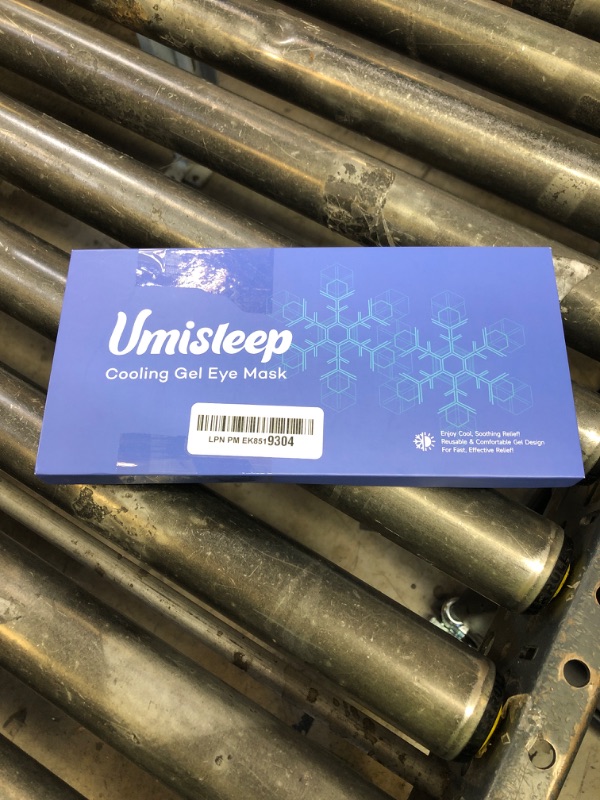 Umisleep
Cooling Gel Eye Mask
LPN PM EK8519304
Enjoy Cool, Soothing Relief!
Reusable & Comfortable Gel Design
For Fast, Effective Relief!